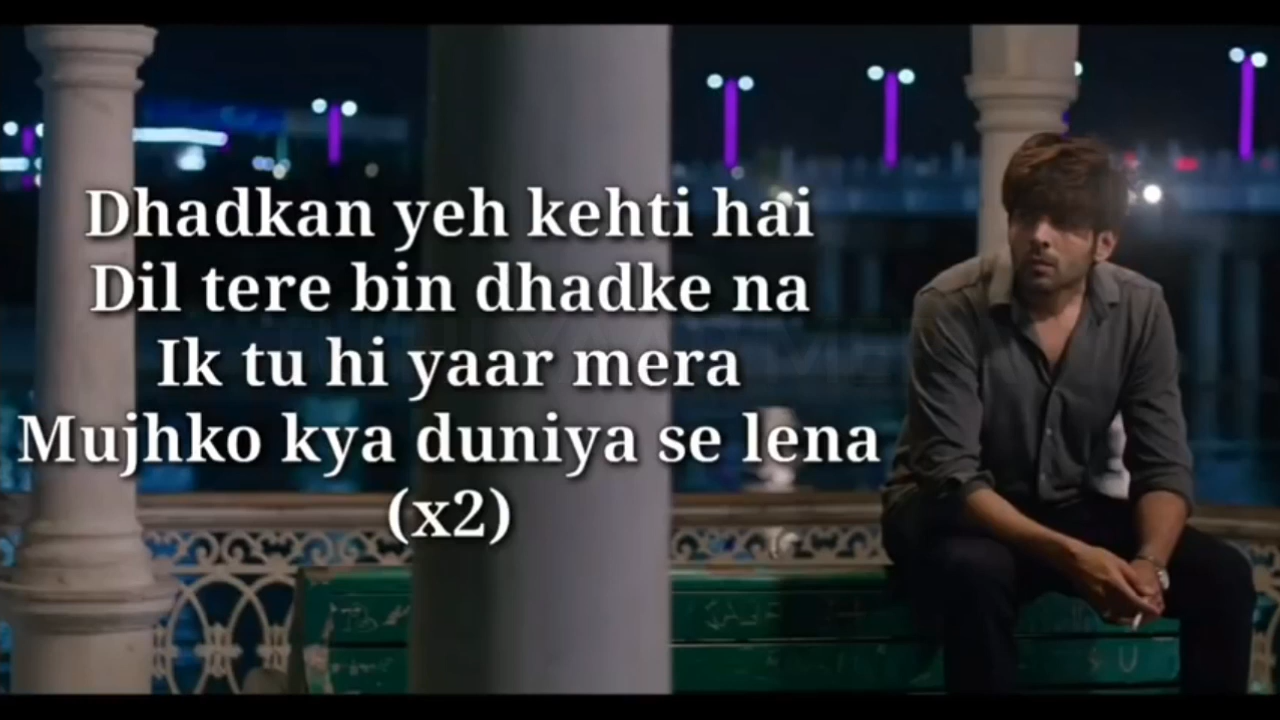 Dhadkan yeh kehti hai
Dil tere bin dhadke na
Ik tu hi yaar mera
Mujhko kya duniya se lena
(x2)